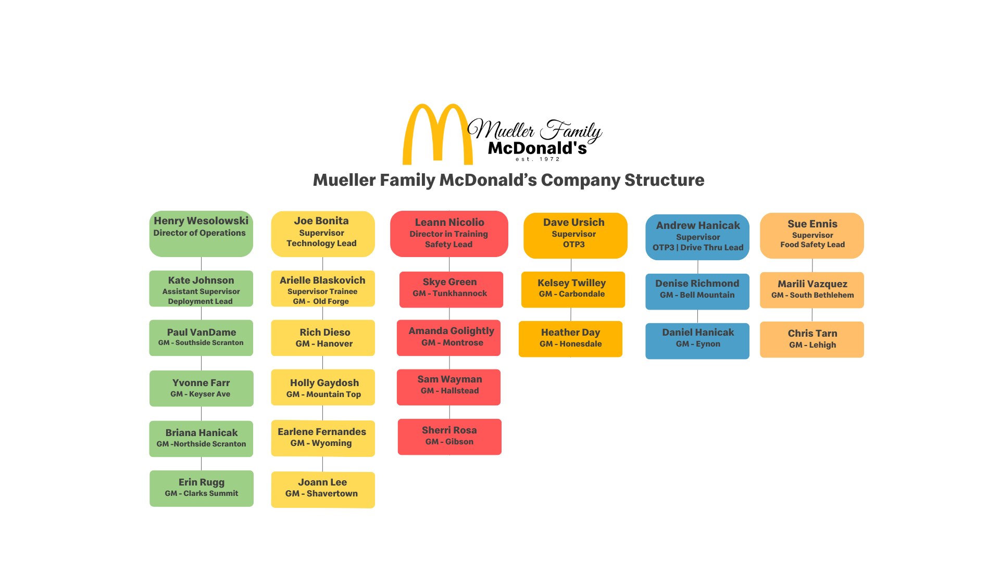 Mueller Family
McDonald's
est. 1972
Mueller Family McDonald’s Company Structure
Henry Wesolowski
Director of Operations
Kate Johnson
Assistant Supervisor
Deployment Lead
Paul VanDame
GM - Southside Scranton
Yvonne Farr
GM - Keyser Ave
Briana Hanicak
GM -Northside Scranton
Erin Rugg
GM - Clarks Summit
Joe Bonita
Supervisor
Technology Lead
Arielle Blaskovich
Supervisor Trainee
GM - Old Forge
Rich Dieso
GM - Hanover
Holly Gaydosh
GM - Mountain Top
Earlene Fernandes
GM - Wyoming
Joann Lee
GM - Shavertown
Leann Nicolio
Director in Training
Safety Lead
Skye Green
GM - Tunkhannock
Amanda Golightly
GM - Montrose
Sam Wayman
GM - Hallstead
Sherri Rosa
GM - Gibson
Dave Ursich
Supervisor
OTP3
Kelsey Twilley
GM - Carbondale
Heather Day
GM - Honesdale
Andrew Hanicak
Supervisor
OTP3 | Drive Thru Lead
Denise Richmond
GM - Bell Mountain
Daniel Hanicak
GM - Eynon
Sue Ennis
Supervisor
Food Safety Lead
Marili Vazquez
GM - South Bethlehem
Chris Tarn
GM - Lehigh